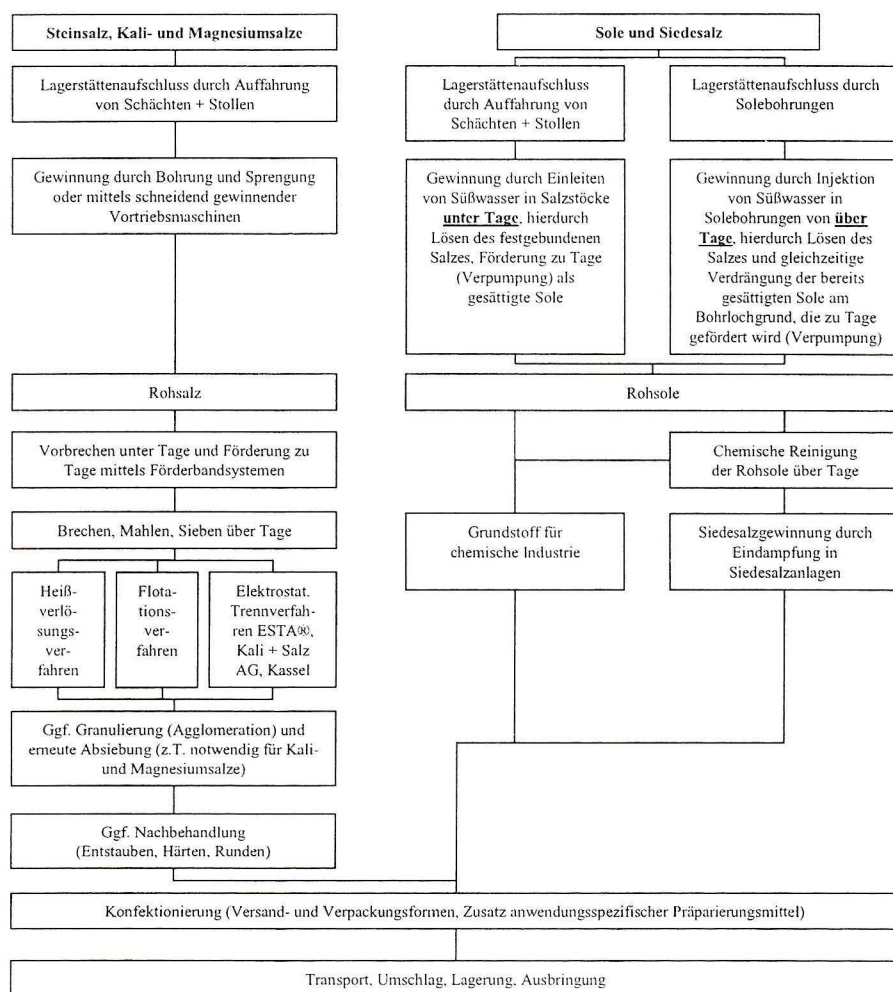 Steinsalz, Kali- und Magnesiumsalze
Lagerstättenaufschluss durch Auffahrung
von Schächten + Stollen
Gewinnung durch Bohrung und Sprengung
oder mittels schneidend gewinnender
Vortriebsmaschinen
Rohsalz
Vorbrechen unter Tage und Förderung zu
Tage mittels Förderbandsystemen
Brechen, Mahlen, Sieben über Tage
Heiß-
verlö-
sungs-
ver-
fahren
Flota-
tions-
ver-
fahren
Elektrostat.
Trennverfah-
ren ESTA®,
Kali + Salz
AG, Kassel
Ggf. Granulierung (Agglomeration) und
erneute Absiebung (z.T. notwendig für Kali-
und Magnesiumsalze)
Ggf. Nachbehandlung
(Entstauben, Härten, Runden)
Sole und Siedesalz
Lagerstättenaufschluss
durch Auffahrung von
Schächten + Stollen
Gewinnung durch Einleiten
von Süßwasser in Salzstöcke
unter Tage, hierdurch
Lösen des festgebundenen
Salzes, Förderung zu Tage
(Verpumpung) als
gesättigte Sole
Lagerstättenaufschluss durch
Solebohrungen
Gewinnung durch Injektion
von Süßwasser in
Solebohrungen von über
Tage, hierdurch Lösen des
Salzes und gleichzeitige
Verdrängung der bereits
gesättigten Sole am
Bohrlochgrund, die zu Tage
gefördert wird (Verpumpung)
Rohsole
Chemische Reinigung
der Rohsole über Tage
Grundstoff für
chemische Industrie
Siedesalzgewinnung durch
Eindampfung in
Siedesalzanlagen
Konfektionierung (Versand- und Verpackungsformen, Zusatz anwendungsspezifischer Präparierungsmittel)
Transport, Umschlag, Lagerung, Ausbringung